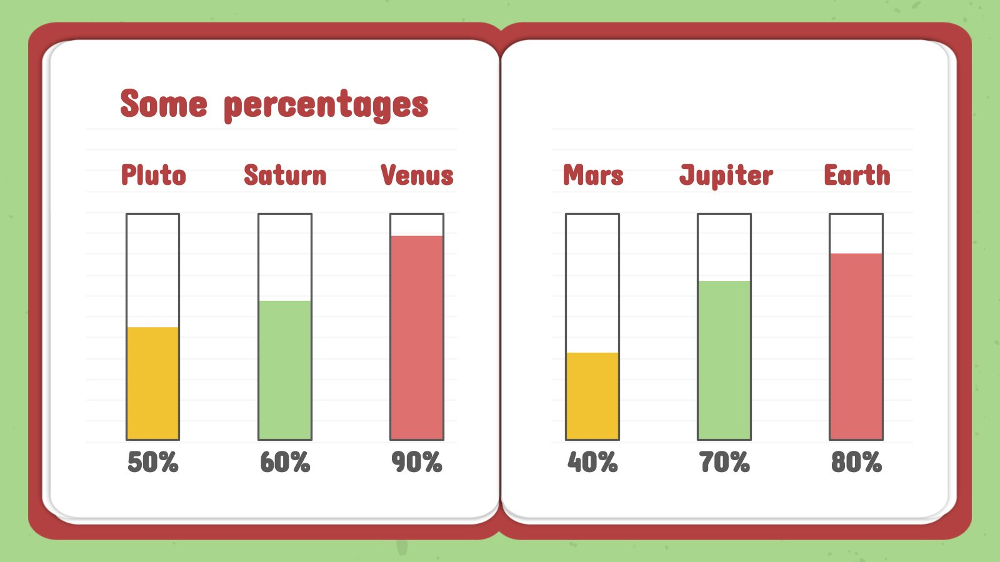 Some percentages
Pluto Saturn Venus
50% 60% 90%
Mars Jupiter Earth
40% 70% 80%